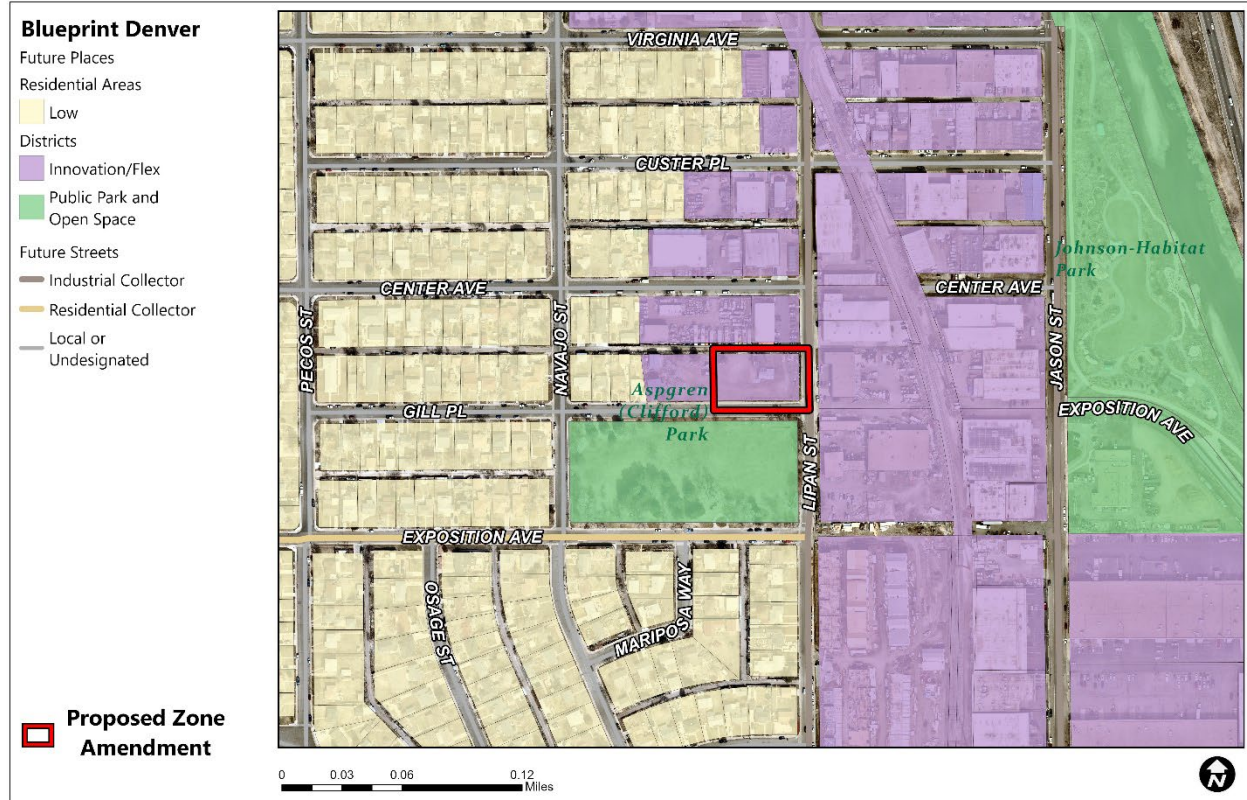 Blueprint Denver
Future Places
Residential Areas
Low
Districts
Innovation/Flex
Public Park and
Open Space
Future Streets
Industrial Collector
Residential Collector
Local or
Undesignated
Proposed Zone
Amendment
VIRGINIA AVE
CUSTER PL
Johnson-Habitat
Park
CENTER AVE
CENTER AVE
PECOS ST
NAVAJO ST
JASON ST
Aspgren
(Clifford)
Park
GILL PL
EXPOSITION AVE
LIPAN ST
EXPOSITION AVE
OSAGE ST
MARIPOSA WAY
0 0.03 0.06 0.12
Miles
N